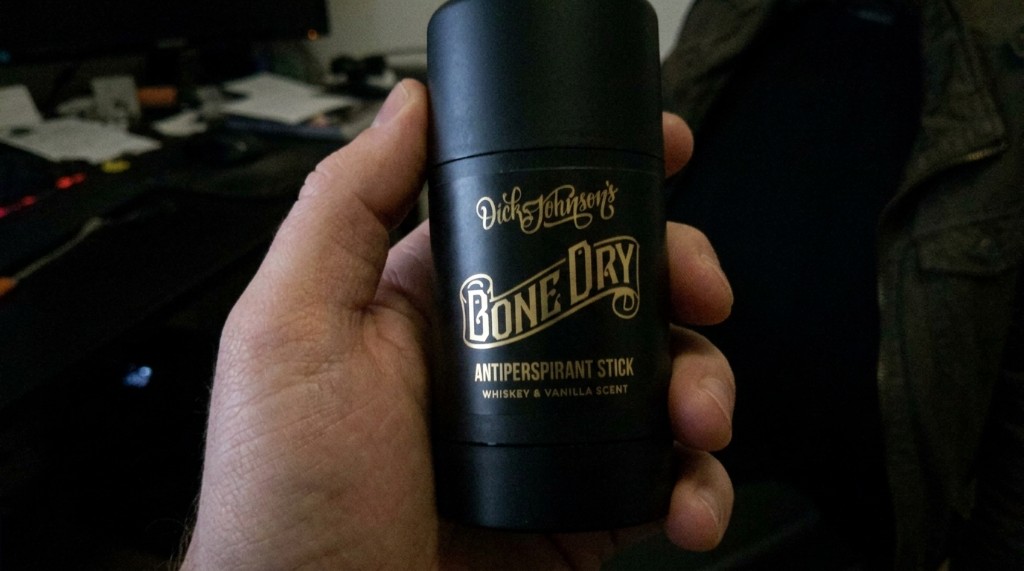 Dick Johnson's
BONE DRY
ANTIPERSPIRANT STICK
WHISKEY & VANILLA SCENT